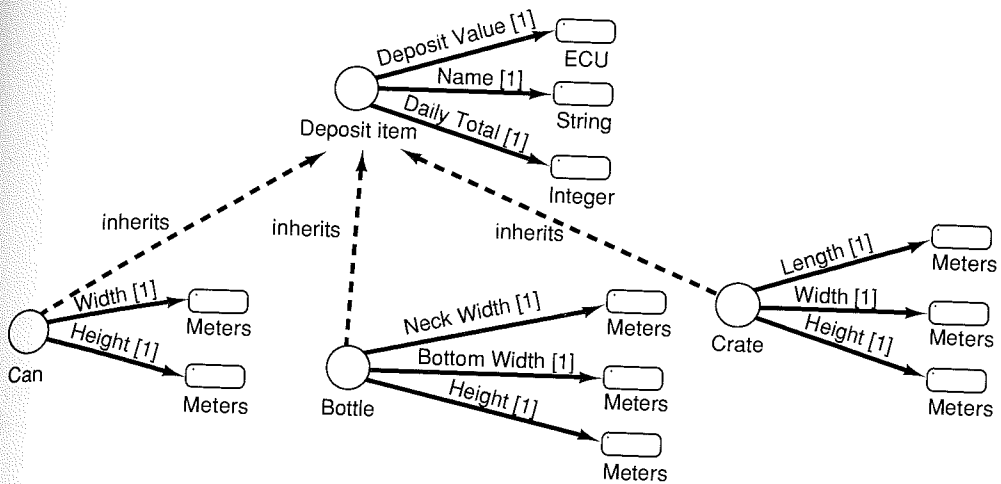 Deposit Value [1]
ECU
Name [1]
String
Daily Total [1]
Integer
Deposit item
inherits
inherits
inherits
Can
Width [1]
Meters
Height [1]
Meters
Bottle
Neck Width [1]
Meters
Bottom Width [1]
Meters
Height [1]
Meters
Crate
Length [1]
Meters
Width [1]
Meters
Height [1]
Meters